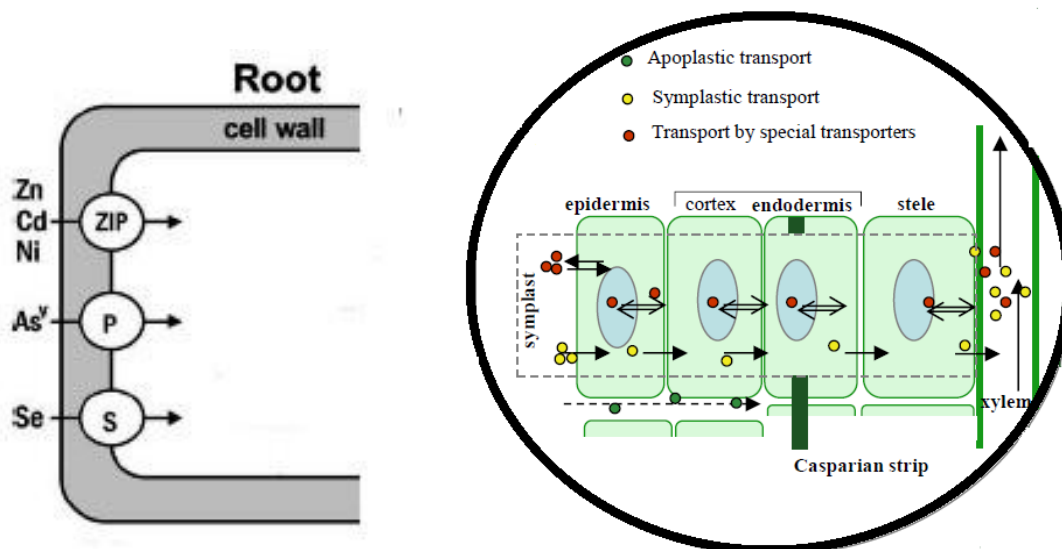 Root
cell wall
Zn
Cd
Ni
ZIP
Asᵛ
P
Se
S
Apoplastic transport
Symplastic transport
Transport by special transporters
epidermis
cortex
endodermis
stele
symplast
xylem
Casparian strip